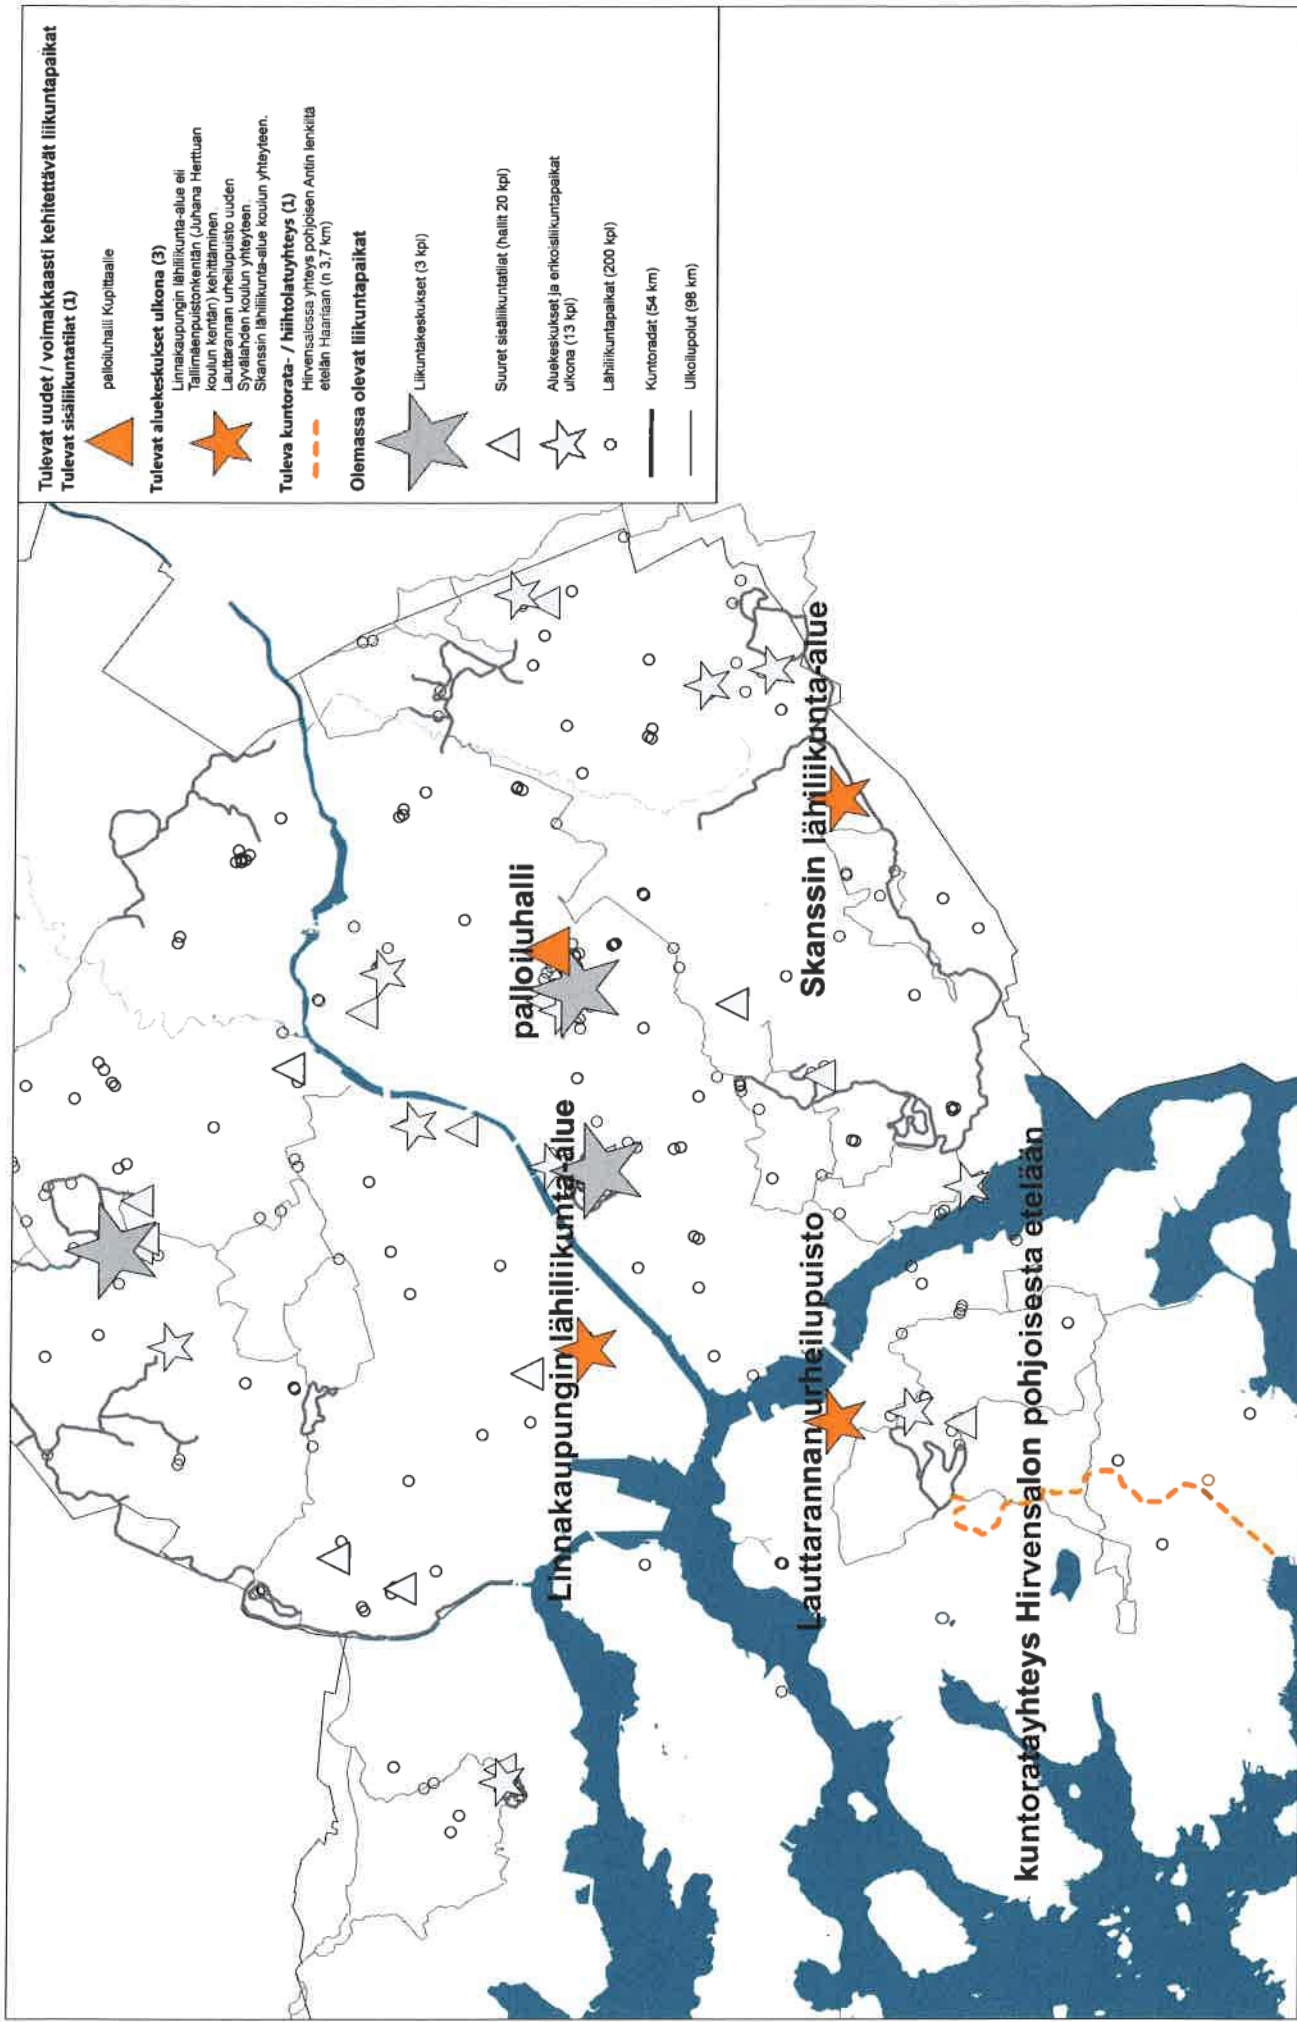 Tulevat uudet / voimakkaasti kehitettävät liikuntapaikat
Tulevat sisäliikuntatilat (1)
palloiluhalli Kupittaalle
Tulevat aluekeskukset ulkona (3)
Linnakaupungin lähiliikunta-alue eli
Tallimäenpuistonkentän (Juhana Herttuan
koulun kentän) kehittäminen.
Lauttarannan urheilupuisto uuden
Syvälahden koulun yhteyteen.
Skanssin lähiliikunta-alue koulun yhteyteen.
Tuleva kuntorata- / hiihtolatuyhteys (1)
Hirvensalossa yhteys pohjoisen Antin lenkiltä
etelän Haarlaan (n 3,7 km)
Olemassa olevat liikuntapaikat
Liikuntakeskukset (3 kpl)
Suuret sisäliikuntatilat (hallit 20 kpl)
Aluekeskukset ja erikoisliikuntapaikat
ulkona (13 kpl)
Lähiliikuntapaikat (200 kpl)
Kuntoradat (54 km)
Ulkoilupolut (98 km)
palloiluhalli
Linnakaupungin lähiliikunta-alue
Skanssin lähiliikunta-alue
Lauttarannan urheilupuisto
kuntoratayhteys Hirvensalon pohjoisesta etelään